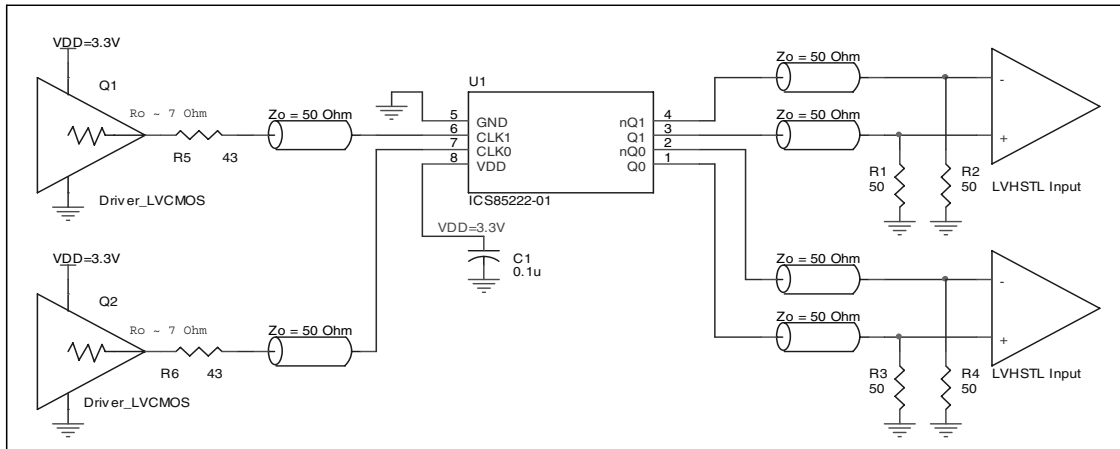 VDD=3.3V
Q1
Ro ~ 7 Ohm
R5 43
Driver_LVCMOS
Zo = 50 Ohm
VDD=3.3V
Q2
Ro ~ 7 Ohm
R6 43
Driver_LVCMOS
Zo = 50 Ohm
U1
5 GND
6 CLK1
7 CLK0
8 VDD
nQ1 4
Q1 3
nQ0 2
Q0 1
ICS85222-01
VDD=3.3V
C1
0.1u
Zo = 50 Ohm
Zo = 50 Ohm
R1
50
R2
50
-
+
LVHSTL Input
Zo = 50 Ohm
Zo = 50 Ohm
R3
50
R4
50
-
+
LVHSTL Input